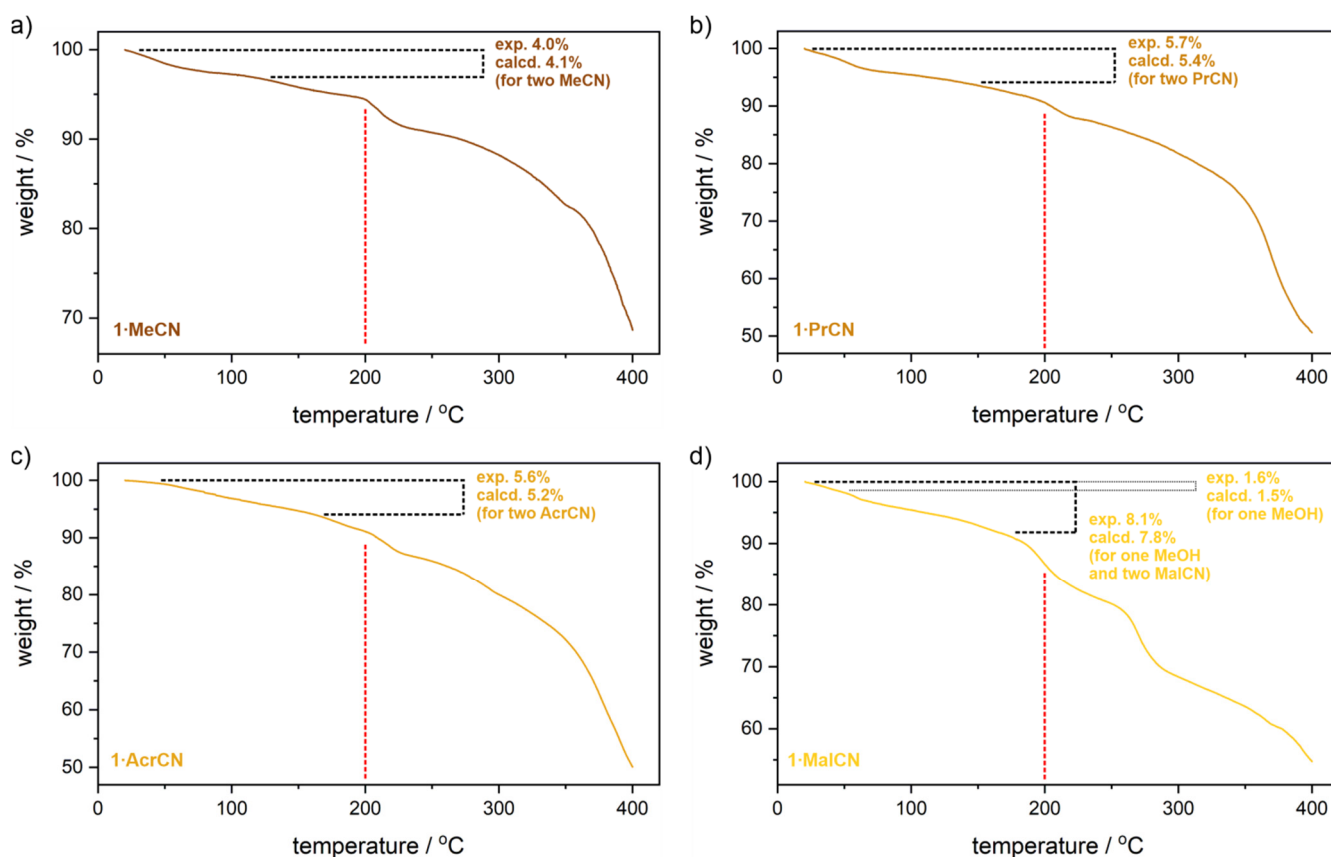 a)
100
90
80
70
weight / %
exp. 4.0%
calcd. 4.1%
(for two MeCN)
1·MeCN
0
100
200
300
400
temperature / °C
b)
100
90
80
70
60
50
weight / %
exp. 5.7%
calcd. 5.4%
(for two PrCN)
1·PrCN
0
100
200
300
400
temperature / °C
c)
100
90
80
70
60
50
weight / %
exp. 5.6%
calcd. 5.2%
(for two AcrCN)
1·AcrCN
0
100
200
300
400
temperature / °C
d)
100
90
80
70
60
weight / %
exp. 1.6%
calcd. 1.5%
(for one MeOH)
exp. 8.1%
calcd. 7.8%
(for one MeOH
and two MalCN)
1·MalCN
0
100
200
300
400
temperature / °C